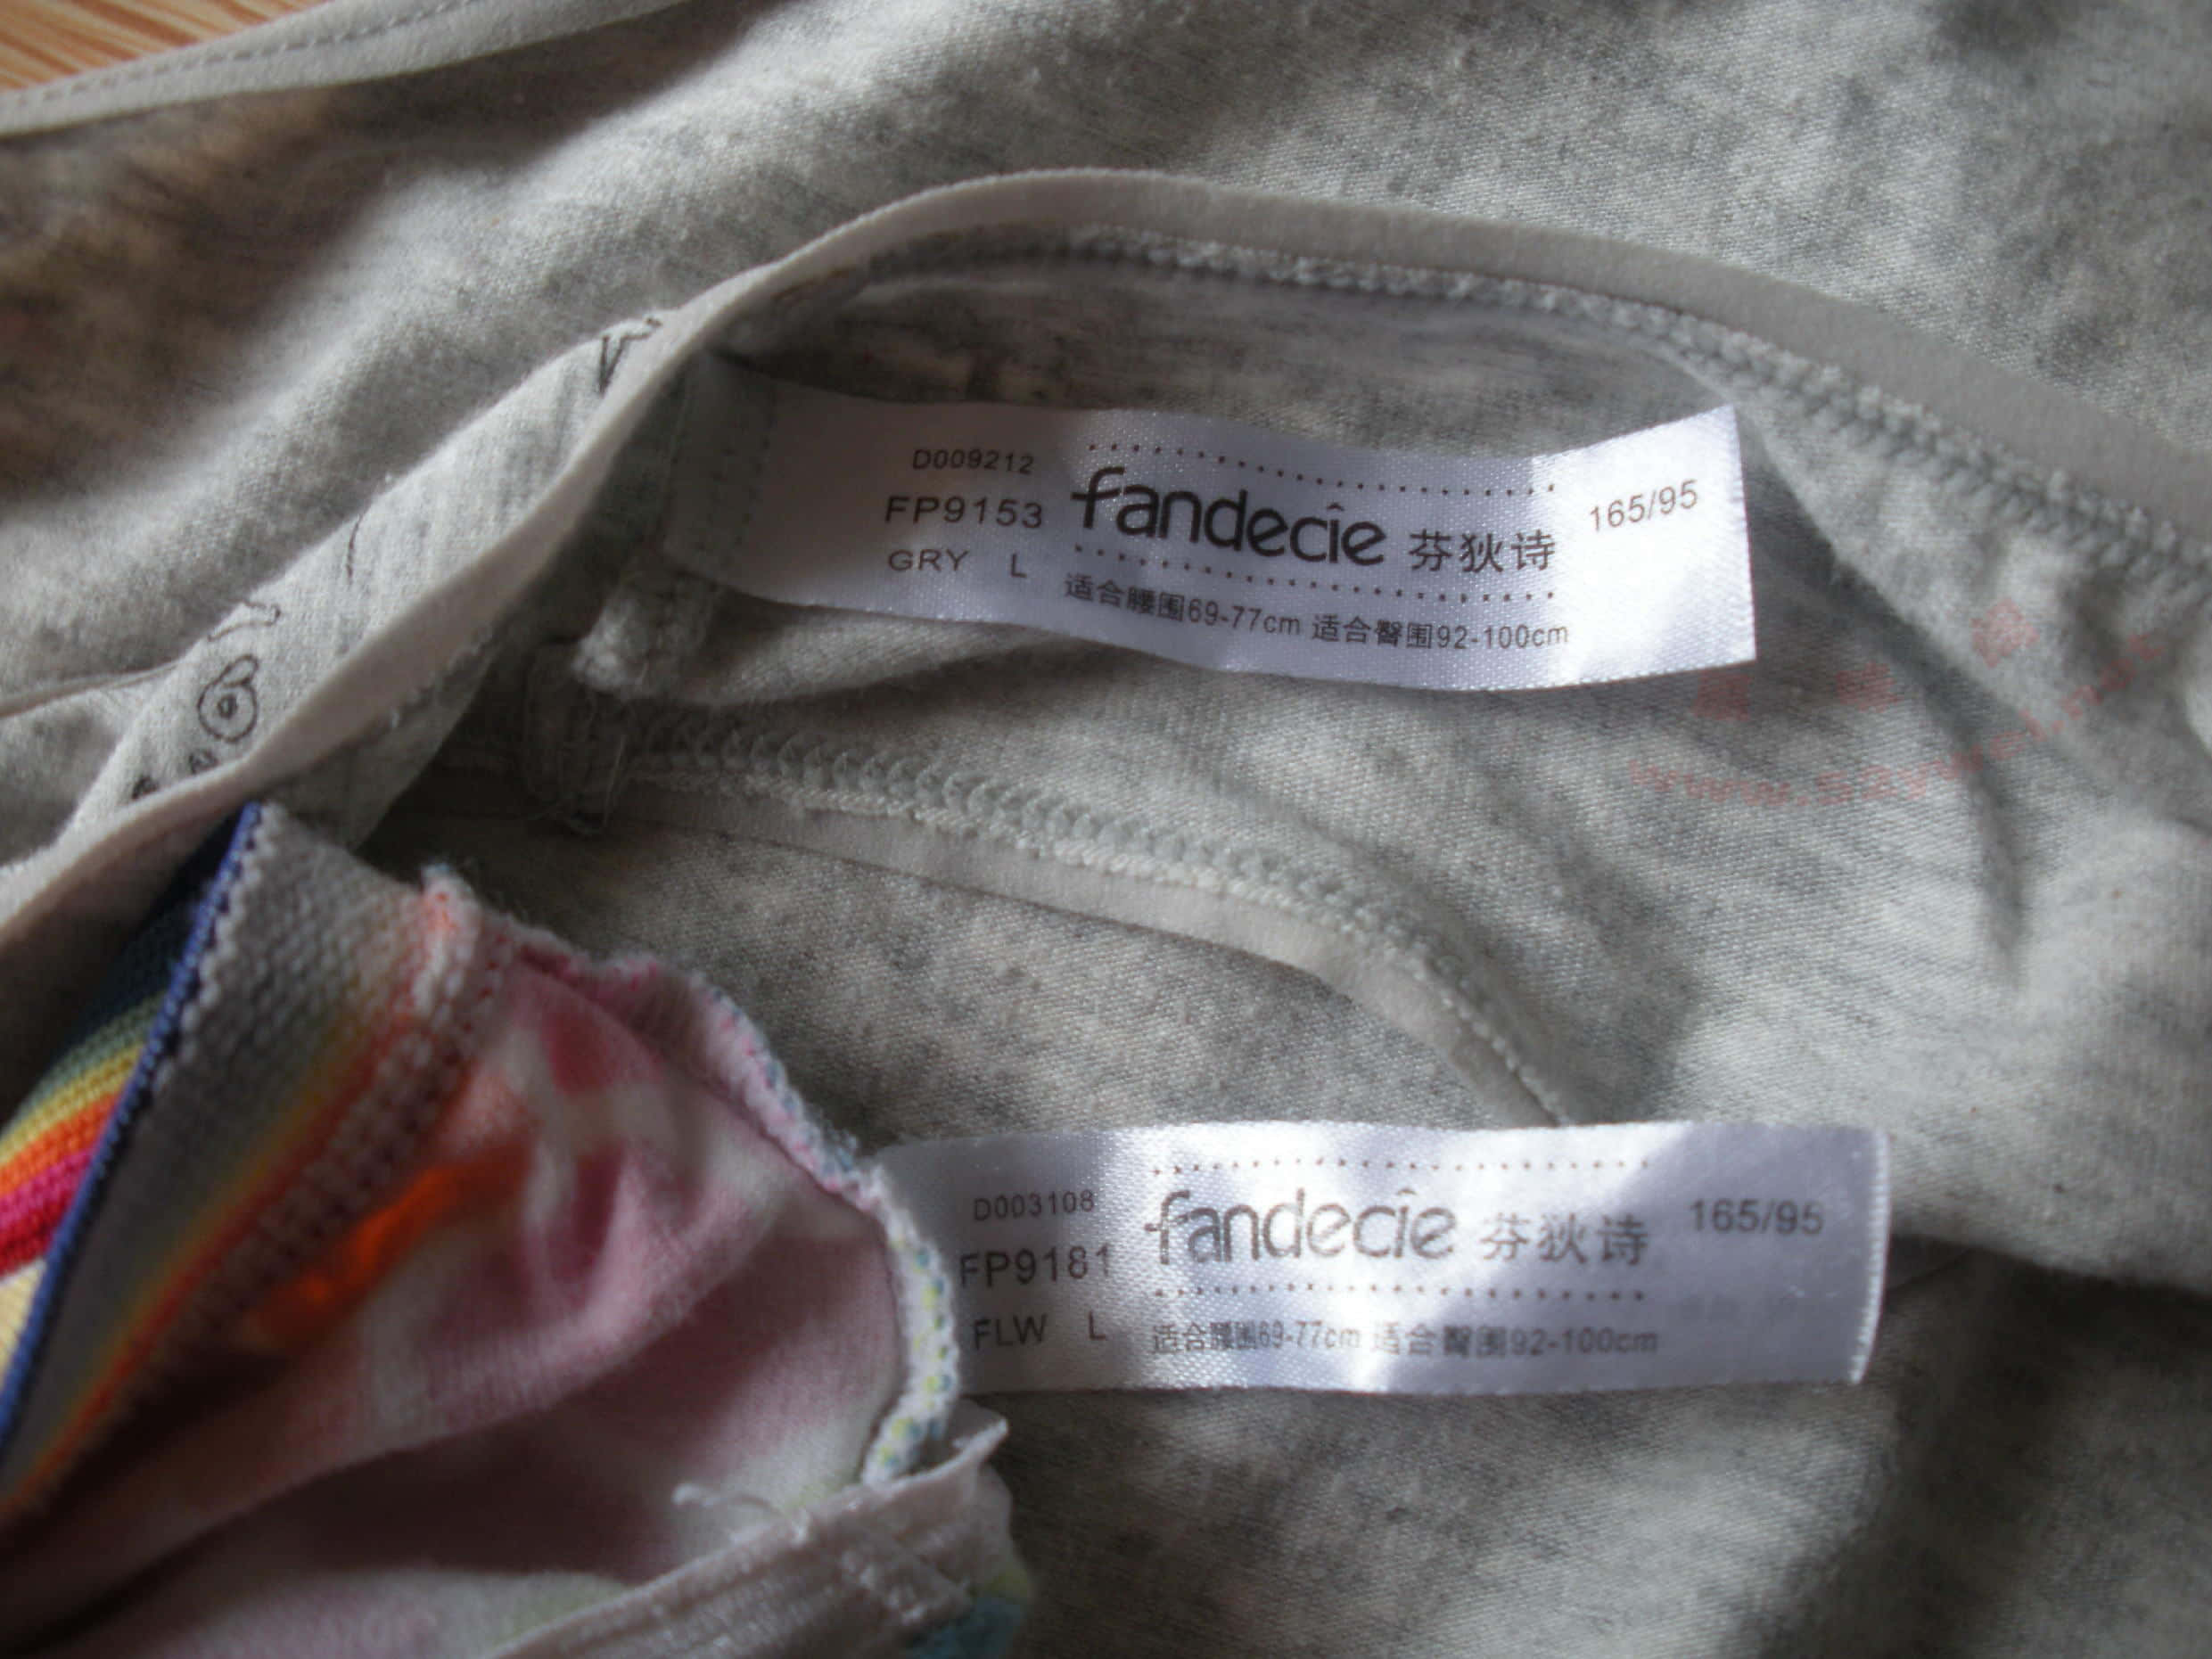 D009212
FP9153
GRY L
fandecie 芬狄诗
165/95
适合腰围69-77cm 适合臀围92-100cm
D003108
FP9181
FLW L
fandecie 芬狄诗
165/95
适合腰围69-77cm 适合臀围92-100cm